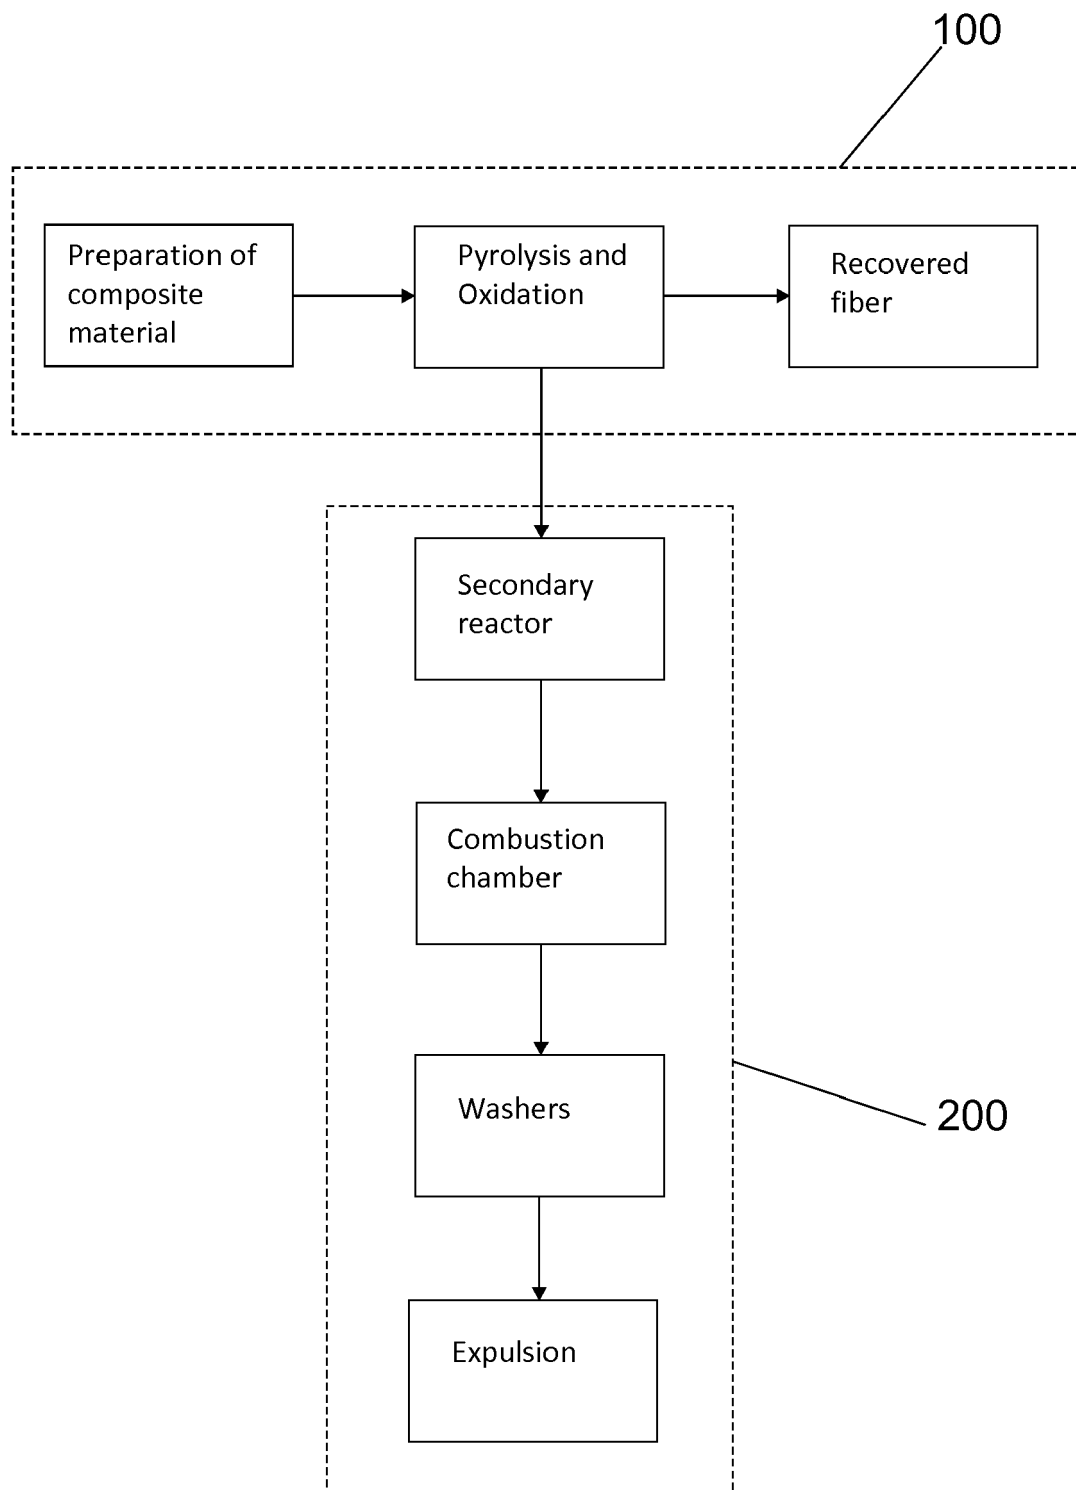 100
Preparation of
composite
material
Pyrolysis and
Oxidation
Recovered
fiber
Secondary
reactor
Combustion
chamber
Washers
200
Expulsion